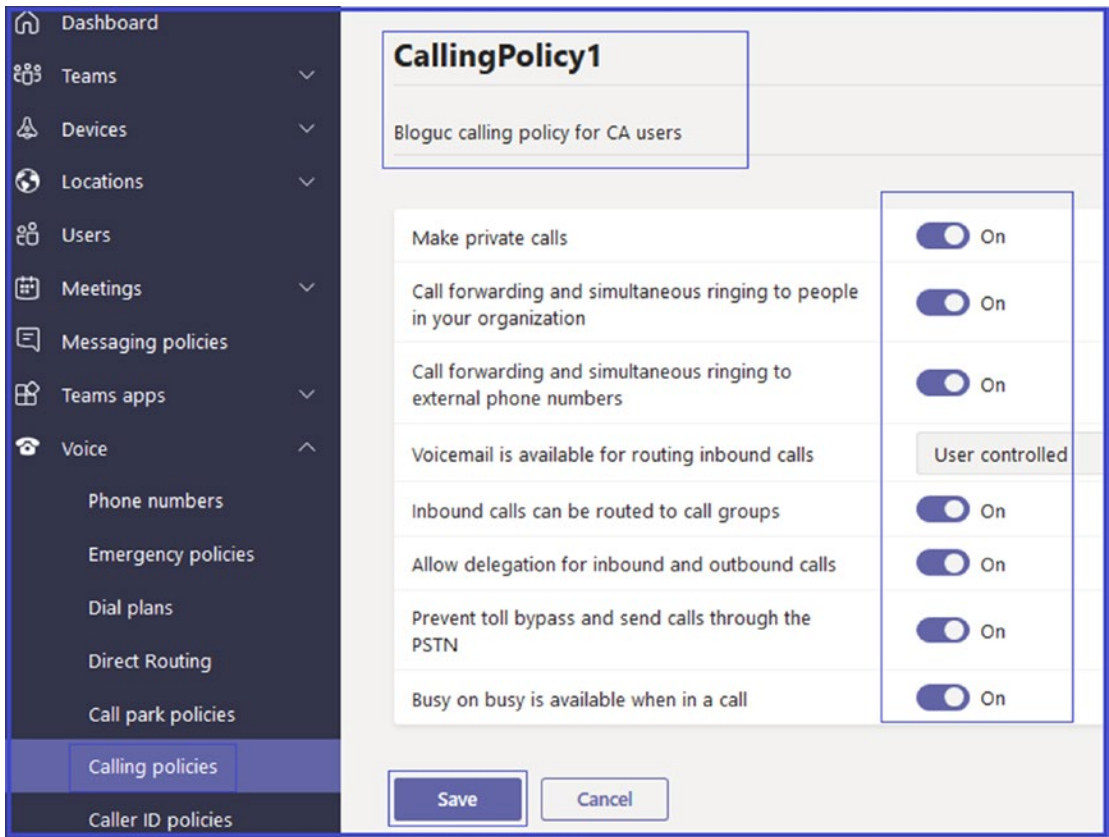 Dashboard
Teams
Devices
Locations
Users
Meetings
Messaging policies
Teams apps
Voice
Phone numbers
Emergency policies
Dial plans
Direct Routing
Call park policies
Calling policies
Caller ID policies
CallingPolicy1
Bloguc calling policy for CA users
Make private calls
On
Call forwarding and simultaneous ringing to people
in your organization
On
Call forwarding and simultaneous ringing to
external phone numbers
On
Voicemail is available for routing inbound calls
User controlled
Inbound calls can be routed to call groups
On
Allow delegation for inbound and outbound calls
On
Prevent toll bypass and send calls through the
PSTN
On
Busy on busy is available when in a call
On
Save
Cancel